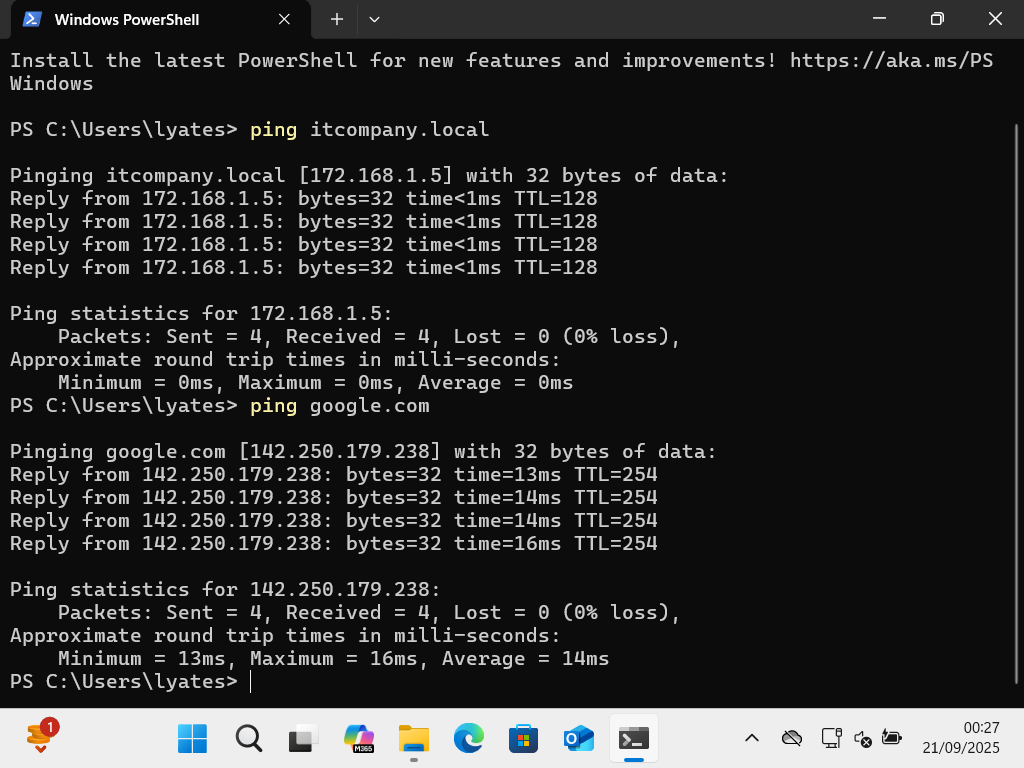 Windows PowerShell
Install the latest PowerShell for new features and improvements! https://aka.ms/PS
Windows
PS C:\Users\lyates> ping itcompany.local
Pinging itcompany.local [172.168.1.5] with 32 bytes of data:
Reply from 172.168.1.5: bytes=32 time<1ms TTL=128
Reply from 172.168.1.5: bytes=32 time<1ms TTL=128
Reply from 172.168.1.5: bytes=32 time<1ms TTL=128
Reply from 172.168.1.5: bytes=32 time<1ms TTL=128
Ping statistics for 172.168.1.5:
    Packets: Sent = 4, Received = 4, Lost = 0 (0% loss),
Approximate round trip times in milli-seconds:
    Minimum = 0ms, Maximum = 0ms, Average = 0ms
PS C:\Users\lyates> ping google.com
Pinging google.com [142.250.179.238] with 32 bytes of data:
Reply from 142.250.179.238: bytes=32 time=13ms TTL=254
Reply from 142.250.179.238: bytes=32 time=14ms TTL=254
Reply from 142.250.179.238: bytes=32 time=14ms TTL=254
Reply from 142.250.179.238: bytes=32 time=16ms TTL=254
Ping statistics for 142.250.179.238:
    Packets: Sent = 4, Received = 4, Lost = 0 (0% loss),
Approximate round trip times in milli-seconds:
    Minimum = 13ms, Maximum = 16ms, Average = 14ms
PS C:\Users\lyates>
1
M365
00:27
21/09/2025